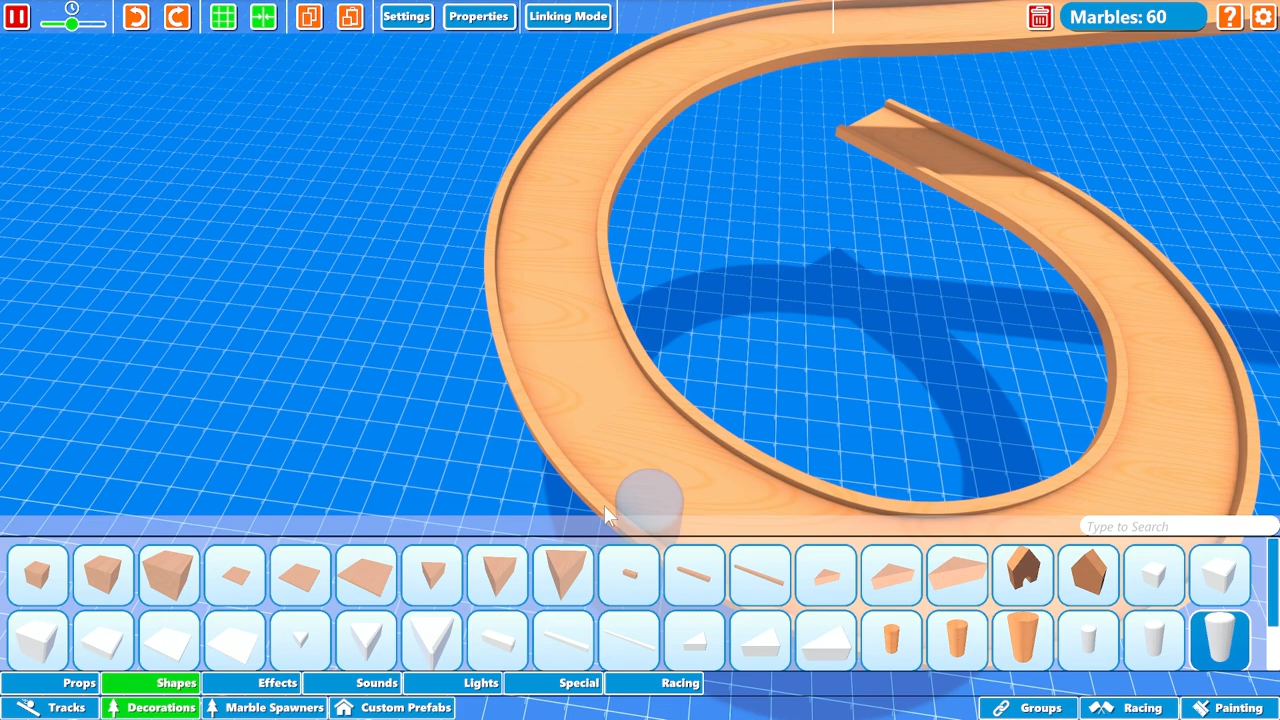 Settings
Properties
Linking Mode
Marbles: 60
?
Type to Search
Props
Shapes
Effects
Sounds
Lights
Special
Racing
Tracks
Decorations
Marble Spawners
Custom Prefabs
Groups
Racing
Painting